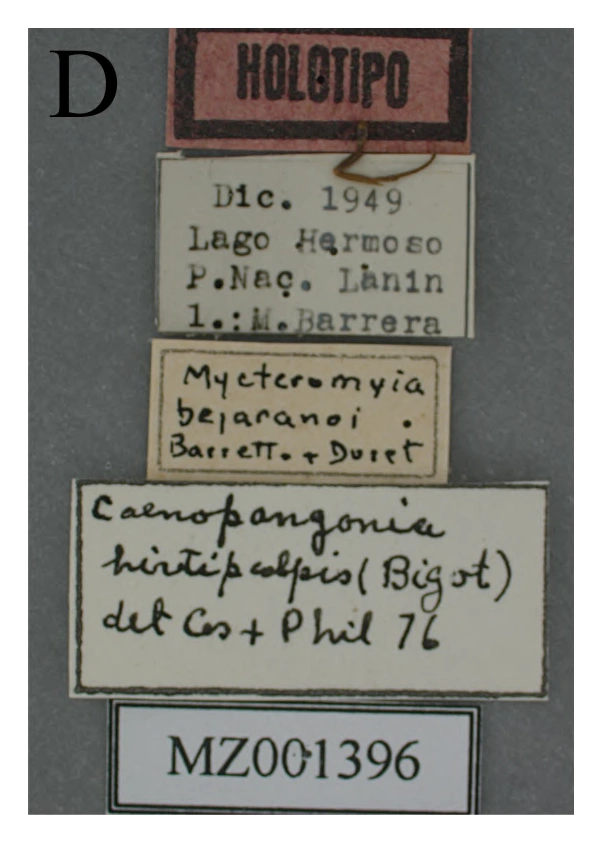 D
HOLOTIPO
Dic. 1949
Lago Hermoso
P.Nac. Lanin
l.:M.Barrera
Mycteromyia
bejaranoi
Barrett. + Duret
Caenopangonia
hirtipalpis (Bigot)
det Cos + Phil 76
MZ001396